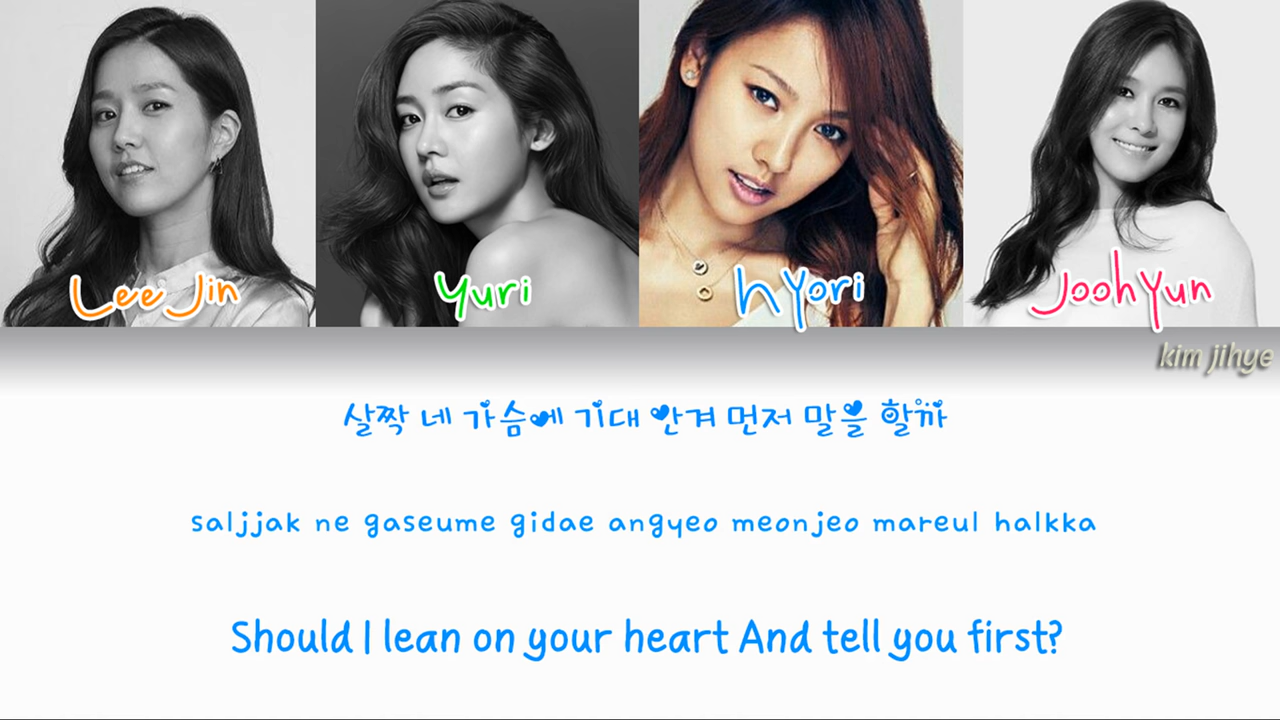 Lee Jin
Yuri
hYori
JoohYun
kim jihye
살짝 네 가슴에 기대 안겨 먼저 말을 할까
saljjak ne gaseume gidae angyeo meonjeo mareul halkka
Should I lean on your heart And tell you first?